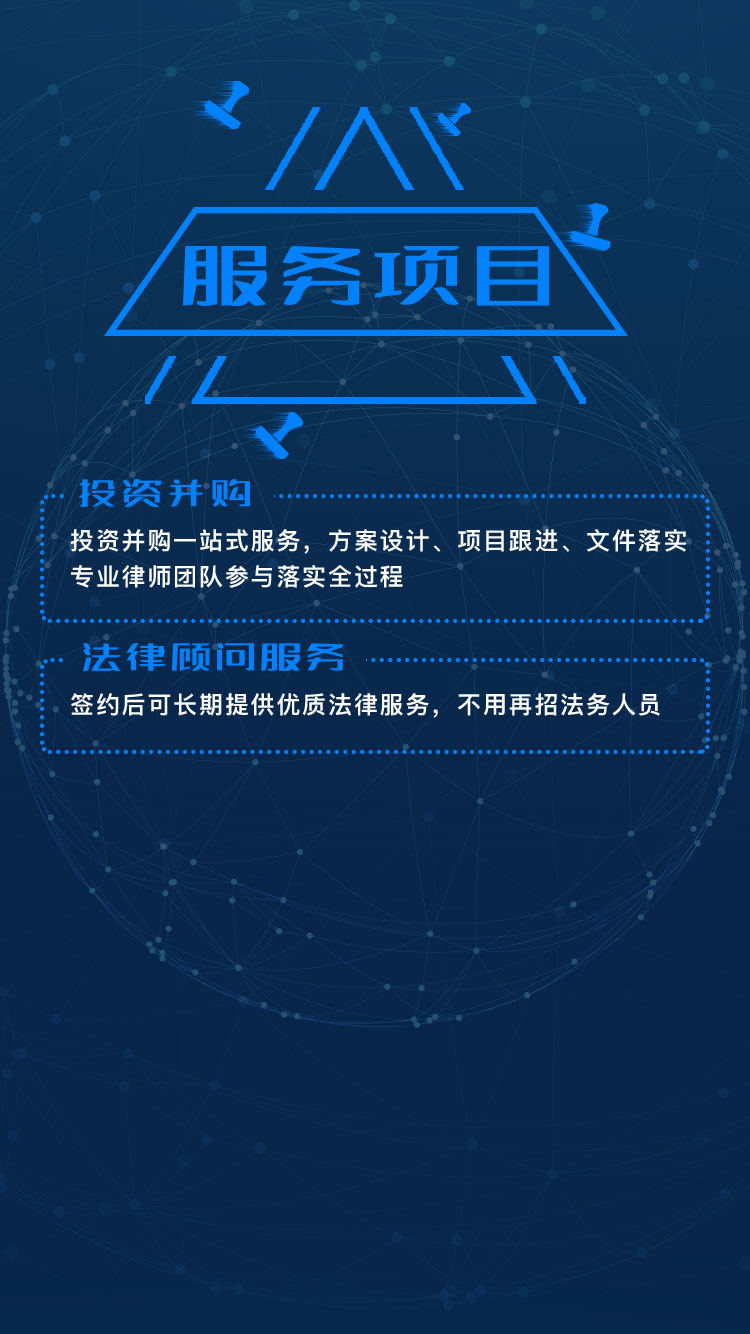 服务项目
投资并购
投资并购一站式服务，方案设计、项目跟进、文件落实
专业律师团队参与落实全过程
法律顾问服务
签约后可长期提供优质法律服务，不用再招法务人员